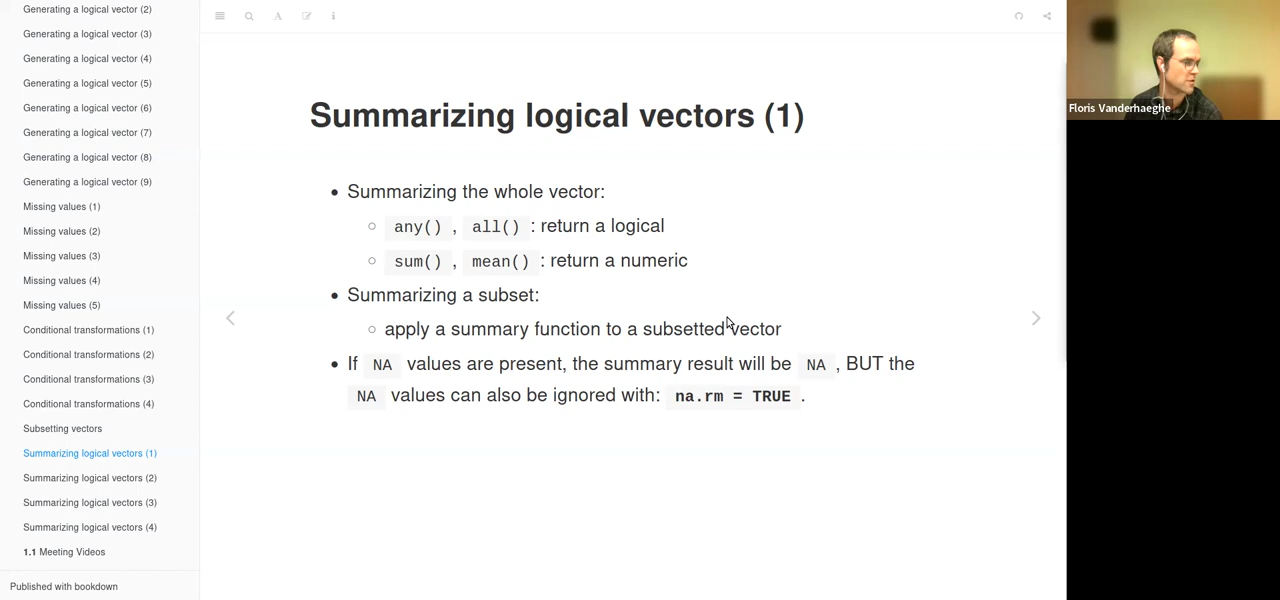 Generating a logical vector (2)
Generating a logical vector (3)
Generating a logical vector (4)
Generating a logical vector (5)
Generating a logical vector (6)
Generating a logical vector (7)
Generating a logical vector (8)
Generating a logical vector (9)
Missing values (1)
Missing values (2)
Missing values (3)
Missing values (4)
Missing values (5)
Conditional transformations (1)
Conditional transformations (2)
Conditional transformations (3)
Conditional transformations (4)
Subsetting vectors
Summarizing logical vectors (1)
Summarizing logical vectors (2)
Summarizing logical vectors (3)
Summarizing logical vectors (4)
1.1 Meeting Videos
Published with bookdown
Summarizing logical vectors (1)
• Summarizing the whole vector:
○ any() , all() : return a logical
○ sum() , mean() : return a numeric
• Summarizing a subset:
○ apply a summary function to a subsetted vector
• If NA values are present, the summary result will be NA , BUT the
NA values can also be ignored with: na.rm = TRUE .
Floris Vanderhaeghe